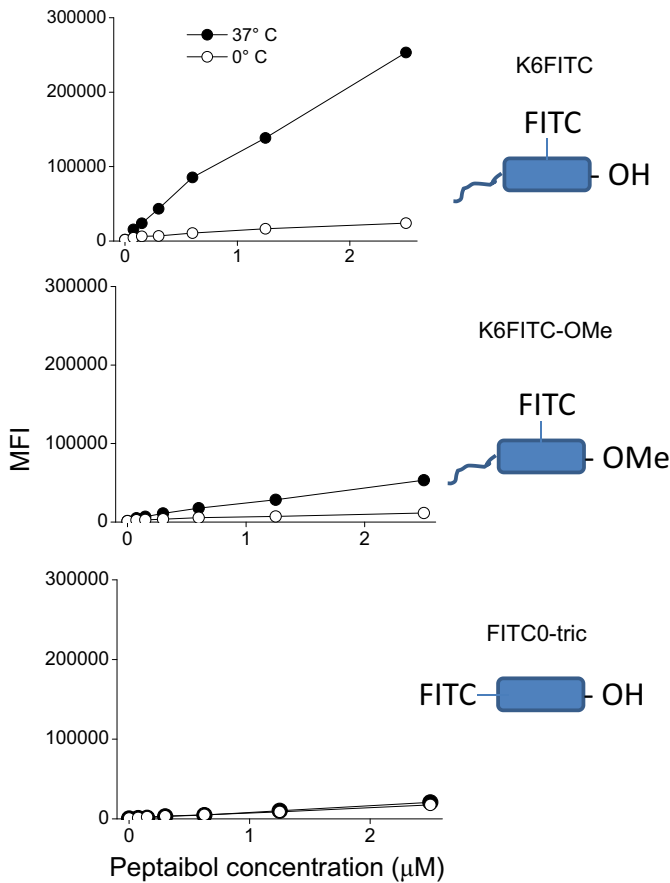 300000
200000
100000
0
37° C
0° C
0
1
2
K6FITC
FITC
OH
300000
200000
100000
0
0
1
2
K6FITC-OMe
FITC
OMe
MFI
300000
200000
100000
0
0
1
2
FITC0-tric
FITC
OH
Peptaibol concentration (μM)